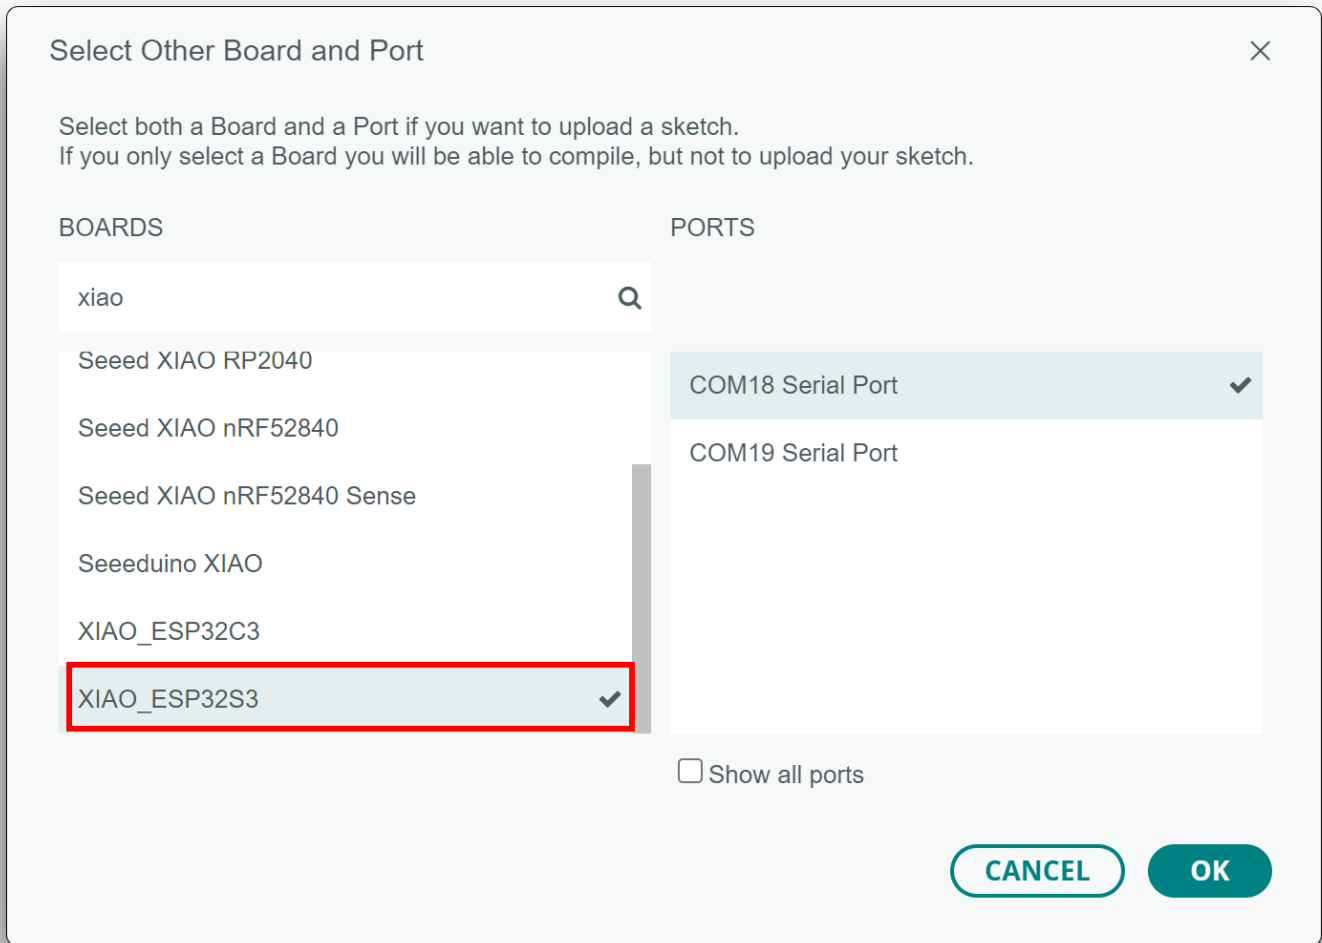 Select Other Board and Port
Select both a Board and a Port if you want to upload a sketch.
If you only select a Board you will be able to compile, but not to upload your sketch.
BOARDS
PORTS
xiao
Seeed XIAO RP2040
Seeed XIAO nRF52840
Seeed XIAO nRF52840 Sense
Seeeduino XIAO
XIAO_ESP32C3
XIAO_ESP32S3
COM18 Serial Port
COM19 Serial Port
Show all ports
CANCEL
OK